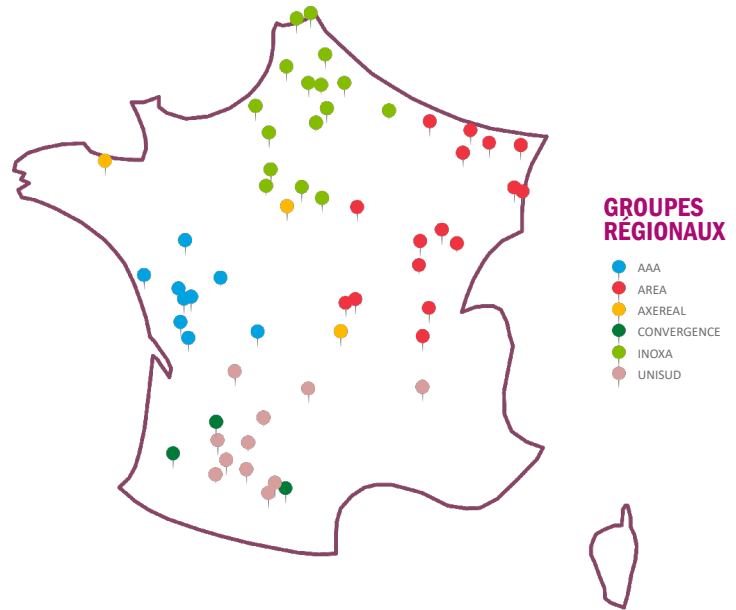 GROUPES
RÉGIONAUX
AAA
AREA
AXEREAL
CONVERGENCE
INOXA
UNISUD